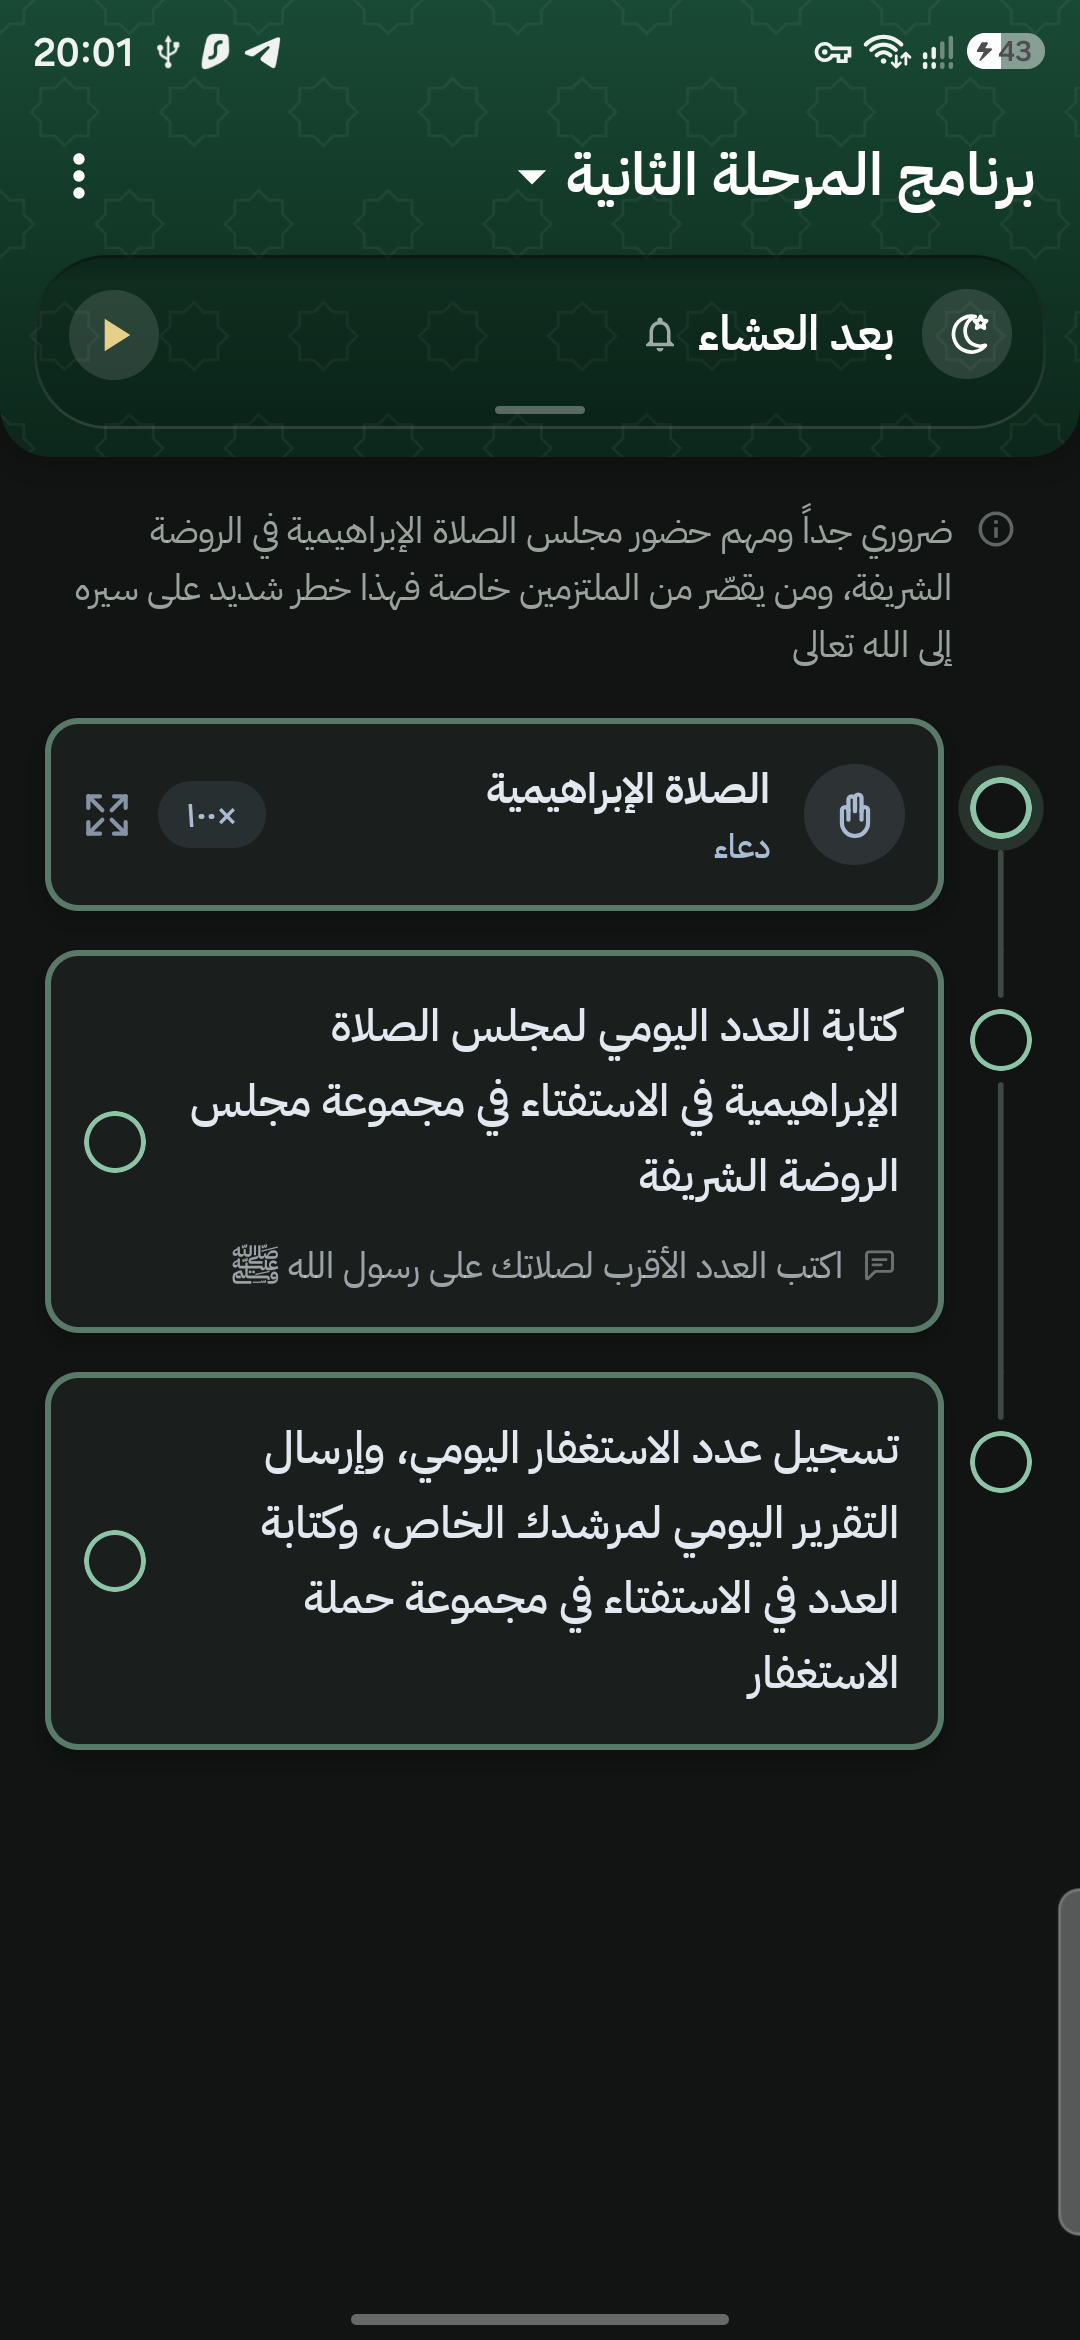 20:01
43
برنامج المرحلة الثانية
بعد العشاء
ضروري جداً ومهم حضور مجلس الصلاة الإبراهيمية في الروضة
الشريفة، ومن يقصّر من الملتزمين خاصة فهذا خطر شديد على سيره
إلى الله تعالى
الصلاة الإبراهيمية
دعاء
×١٠٠
كتابة العدد اليومي لمجلس الصلاة
الإبراهيمية في الاستفتاء في مجموعة مجلس
الروضة الشريفة
اكتب العدد الأقرب لصلاتك على رسول الله ﷺ
تسجيل عدد الاستغفار اليومي، وإرسال
التقرير اليومي لمرشدك الخاص، وكتابة
العدد في الاستفتاء في مجموعة حملة
الاستغفار